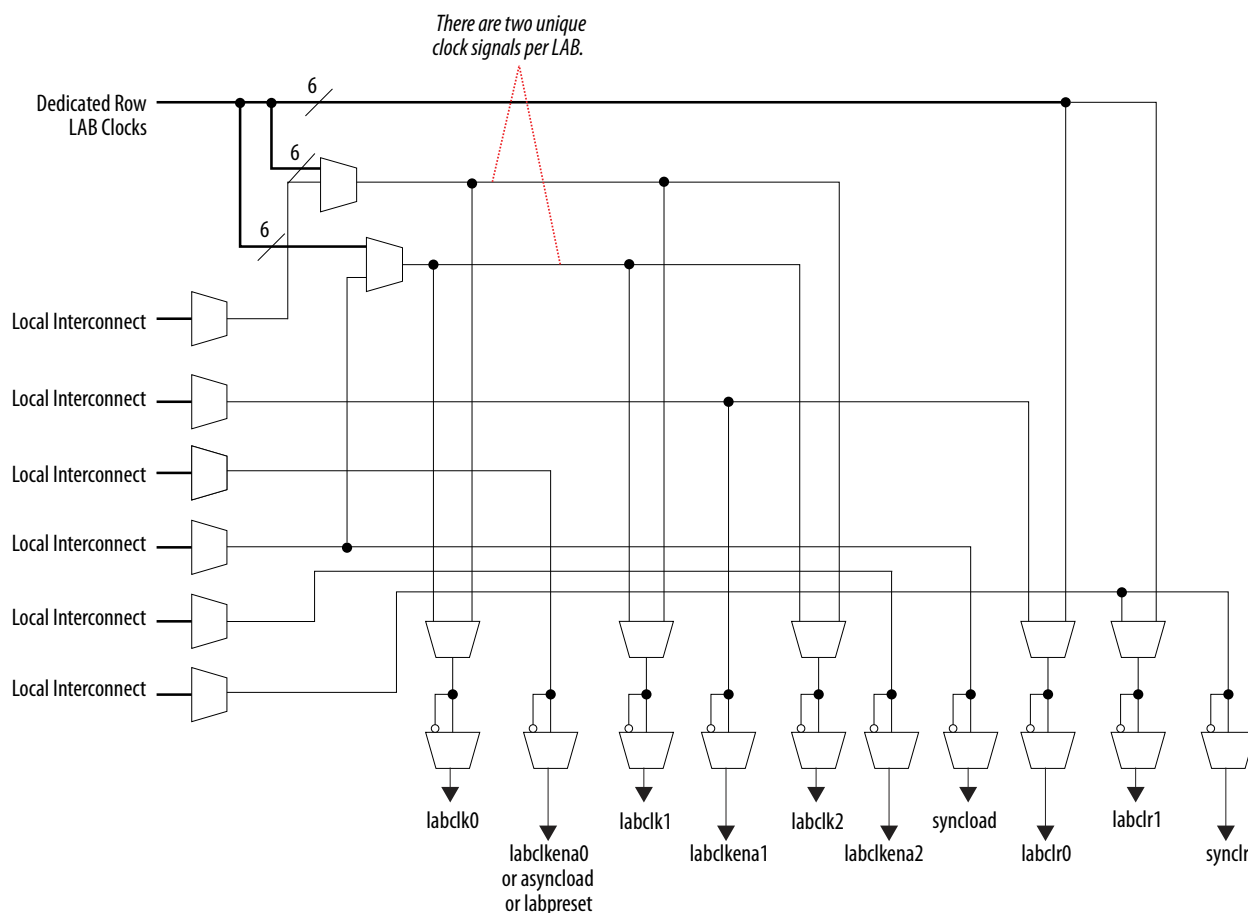 There are two unique
clock signals per LAB.
6
Dedicated Row
LAB Clocks
6
6
Local Interconnect
Local Interconnect
Local Interconnect
Local Interconnect
Local Interconnect
Local Interconnect
labclk0
labclk1
labclk2
syncload
labclr1
labclkena0
or asyncload
or labpreset
labclkena1
labclkena2
labclr0
synclr